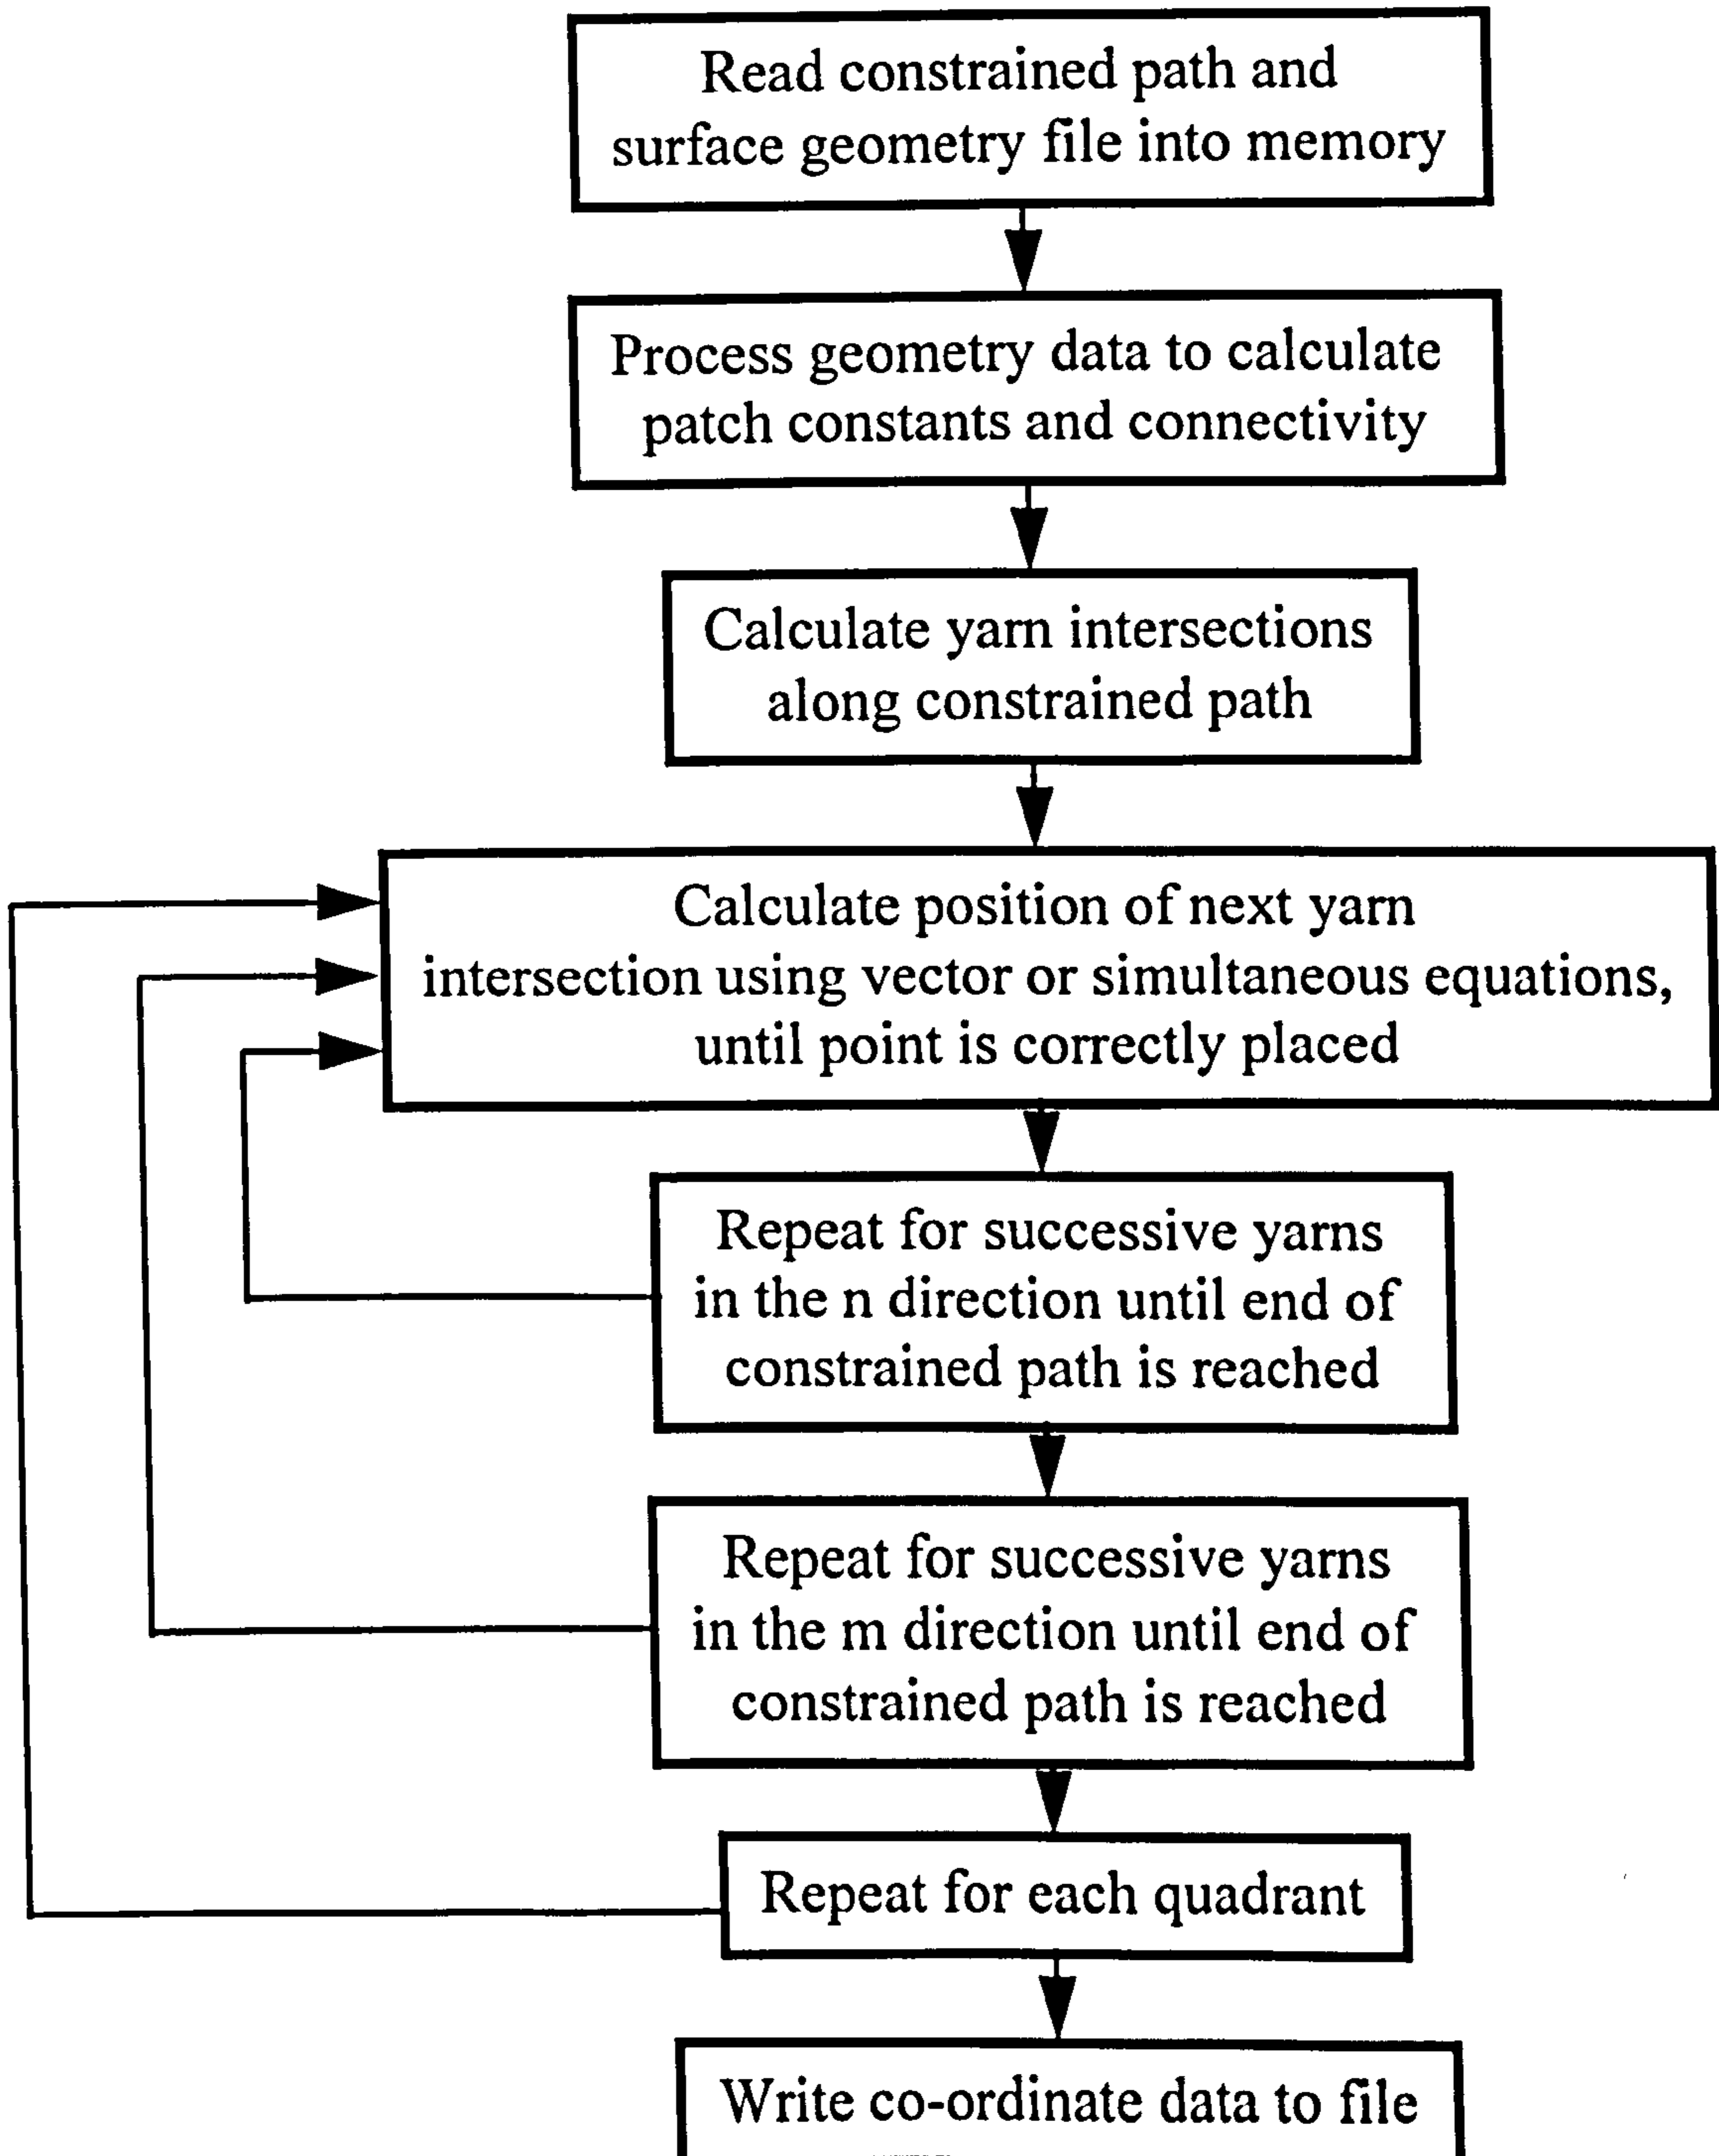 Read constrained path and
surface geometry file into memory
Process geometry data to calculate
patch constants and connectivity
Calculate yarn intersections
along constrained path
Calculate position of next yarn
intersection using vector or simultaneous equations,
until point is correctly placed
Repeat for successive yarns
in the n direction until end of
constrained path is reached
Repeat for successive yarns
in the m direction until end of
constrained path is reached
Repeat for each quadrant
Write co-ordinate data to file